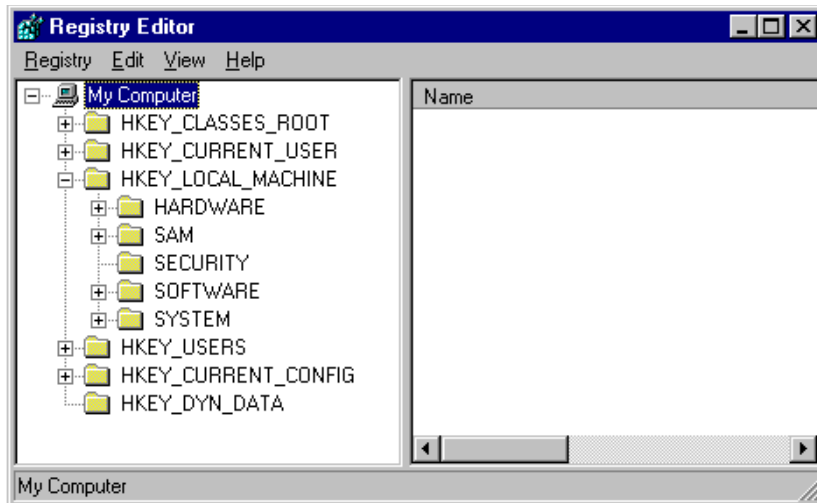 Registry Editor
Registry Edit View Help
My Computer
HKEY_CLASSES_ROOT
HKEY_CURRENT_USER
HKEY_LOCAL_MACHINE
HARDWARE
SAM
SECURITY
SOFTWARE
SYSTEM
HKEY_USERS
HKEY_CURRENT_CONFIG
HKEY_DYN_DATA
Name
My Computer